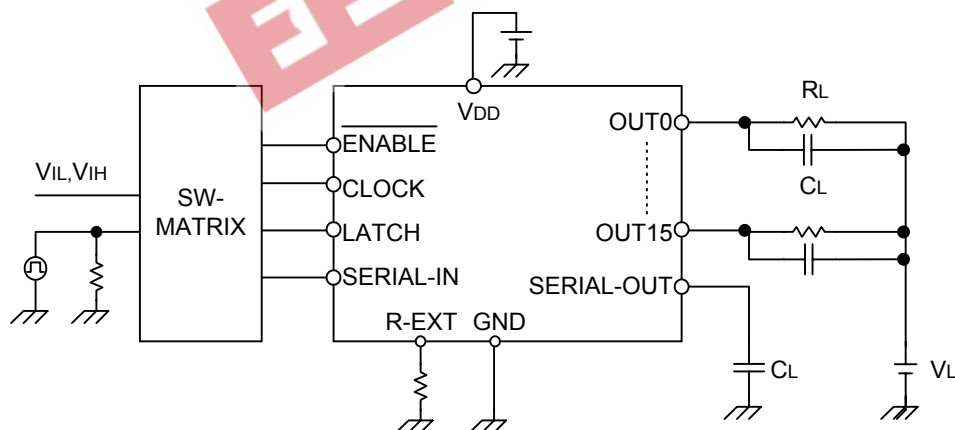 VDD
RL
OUT0
ENABLE
VIL,VIH
CL
CLOCK
SW-
MATRIX
LATCH
OUT15
SERIAL-IN
SERIAL-OUT
R-EXT
GND
CL
VL